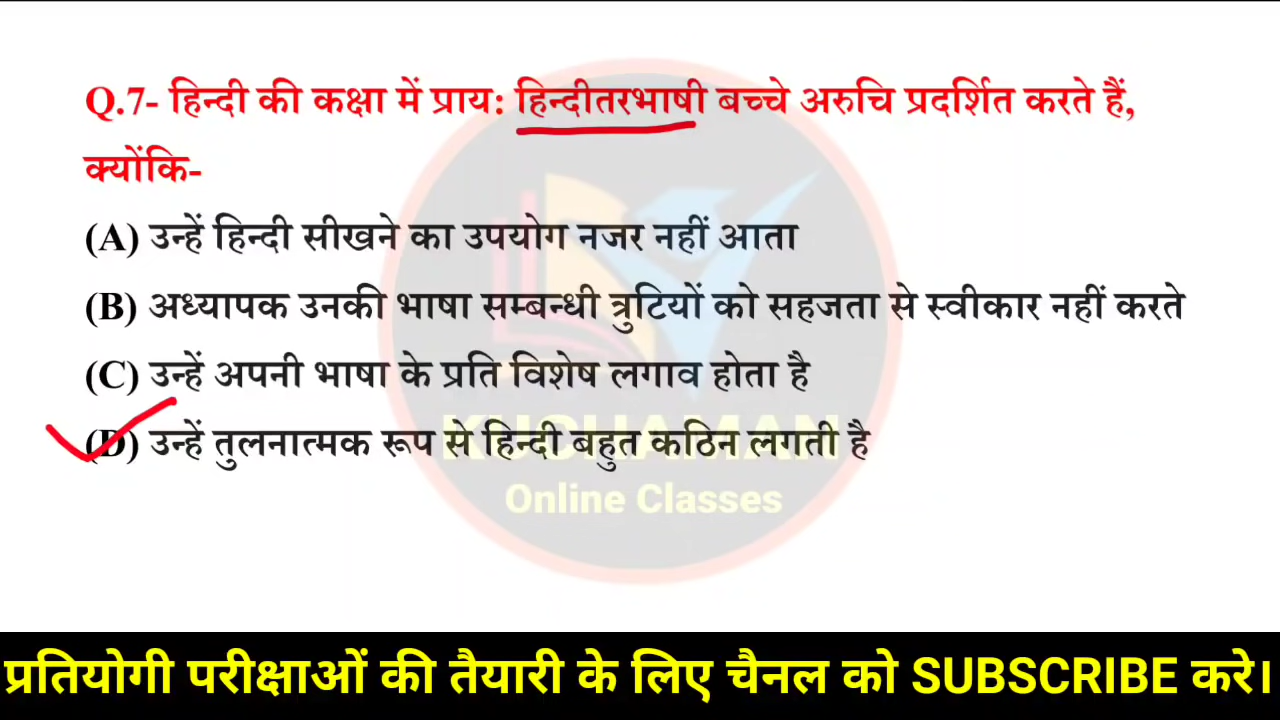 Q.7- हिन्दी की कक्षा में प्राय: हिन्दीतरभाषी बच्चे अरुचि प्रदर्शित करते हैं,
क्योंकि-
(A) उन्हें हिन्दी सीखने का उपयोग नजर नहीं आता
(B) अध्यापक उनकी भाषा सम्बन्धी त्रुटियों को सहजता से स्वीकार नहीं करते
(C) उन्हें अपनी भाषा के प्रति विशेष लगाव होता है
(D) उन्हें तुलनात्मक रूप से हिन्दी बहुत कठिन लगती है
KUCHAMAN
Online Classes
प्रतियोगी परीक्षाओं की तैयारी के लिए चैनल को SUBSCRIBE करे।